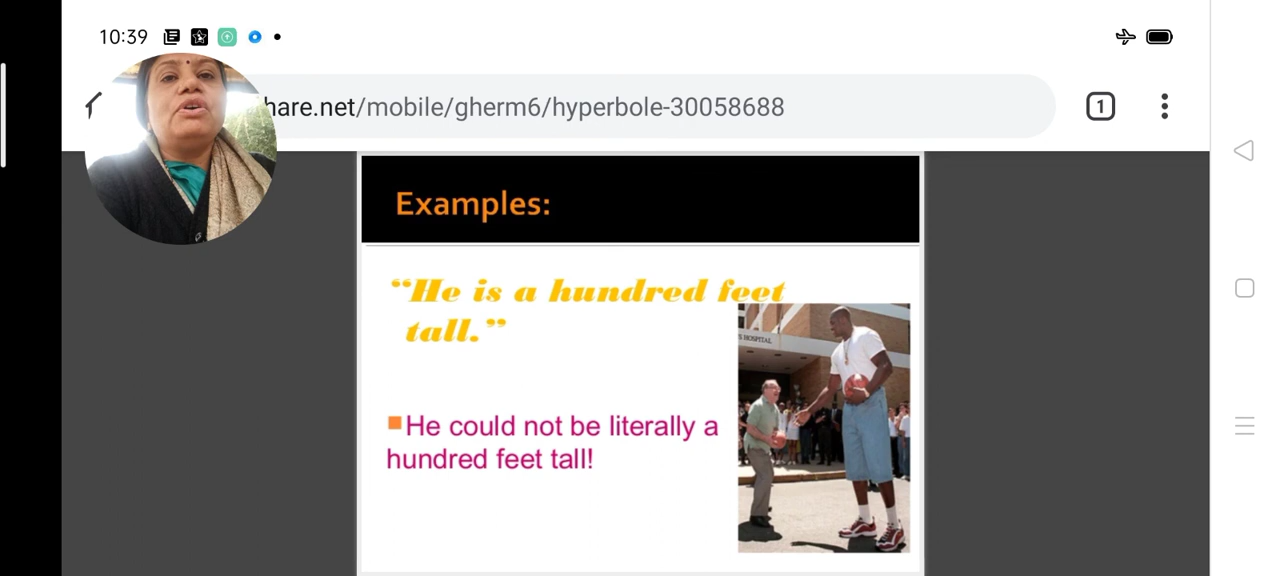 10:39
hare.net/mobile/gherm6/hyperbole-30058688
1
Examples:
“He is a hundred feet
tall.”
He could not be literally a
hundred feet tall!
HOSPITAL